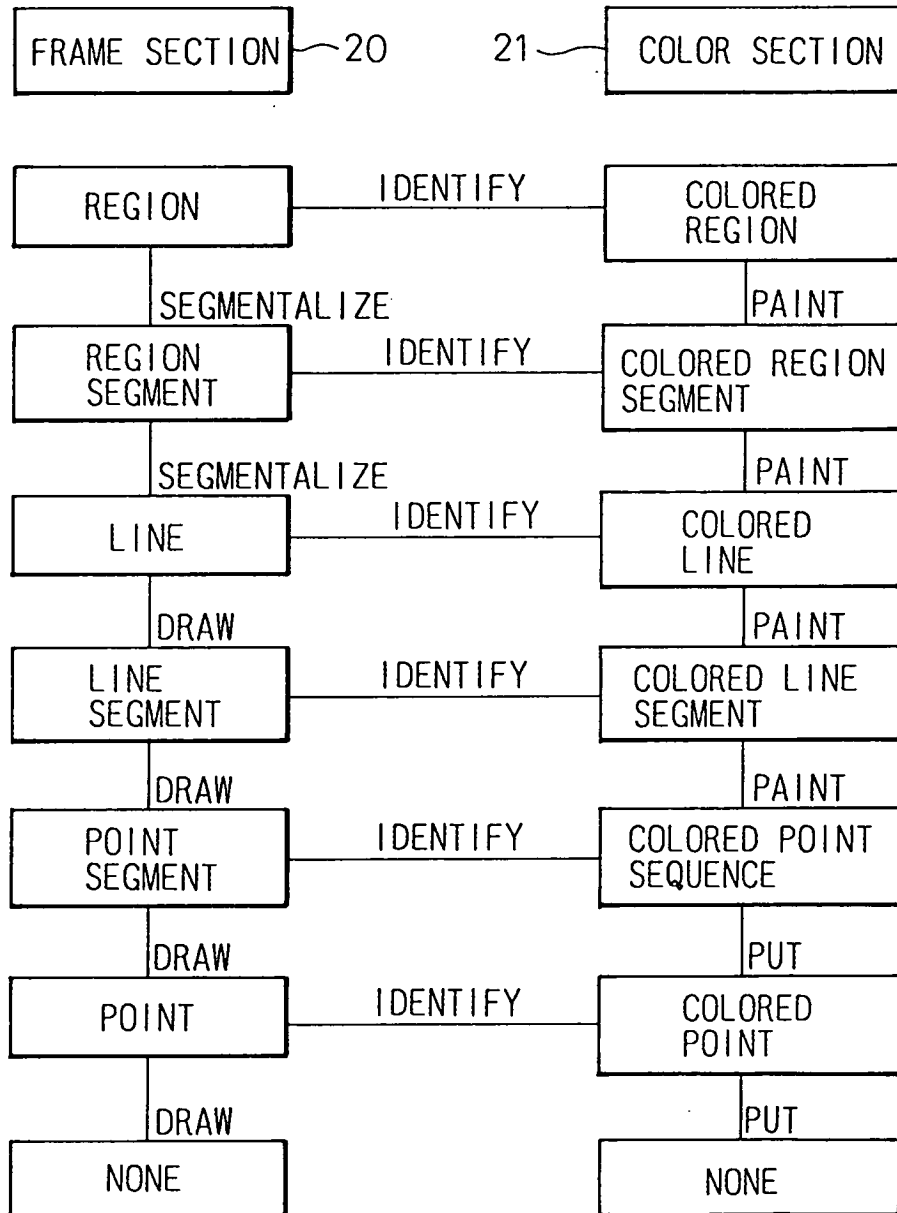 FRAME SECTION 20 21 COLOR SECTION
REGION IDENTIFY COLORED
REGION
SEGMENTALIZE PAINT
REGION
SEGMENT IDENTIFY COLORED REGION
SEGMENT
SEGMENTALIZE PAINT
LINE IDENTIFY COLORED
LINE
DRAW PAINT
LINE
SEGMENT IDENTIFY COLORED LINE
SEGMENT
DRAW PAINT
POINT
SEGMENT IDENTIFY COLORED POINT
SEQUENCE
DRAW PUT
POINT IDENTIFY COLORED
POINT
DRAW PUT
NONE NONE